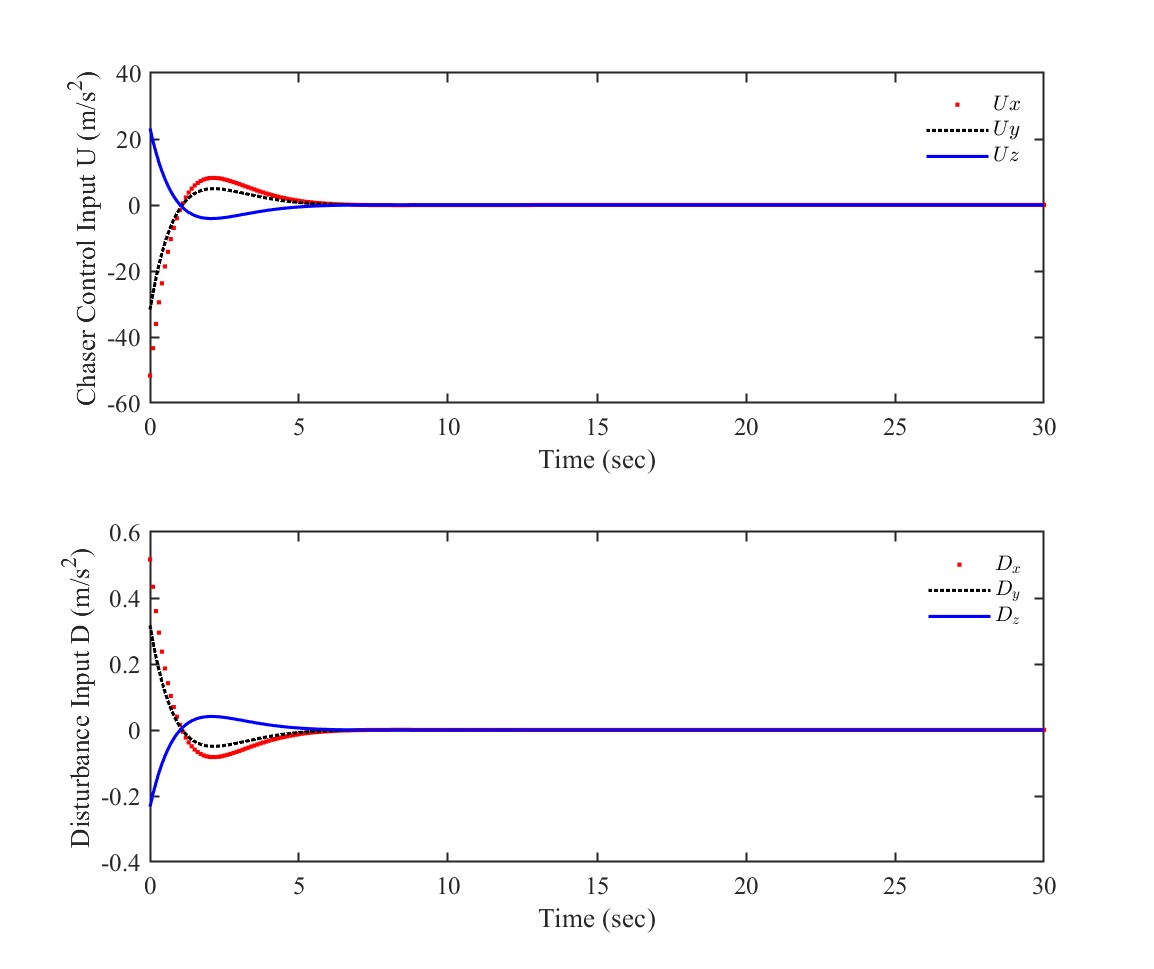 Chaser Control Input U (m/s²)
40
20
0
-20
-40
-60
Ux
Uy
Uz
0 5 10 15 20 25 30
Time (sec)
Disturbance Input D (m/s²)
0.6
0.4
0.2
0
-0.2
-0.4
Dₓ
D_y
D_z
0 5 10 15 20 25 30
Time (sec)